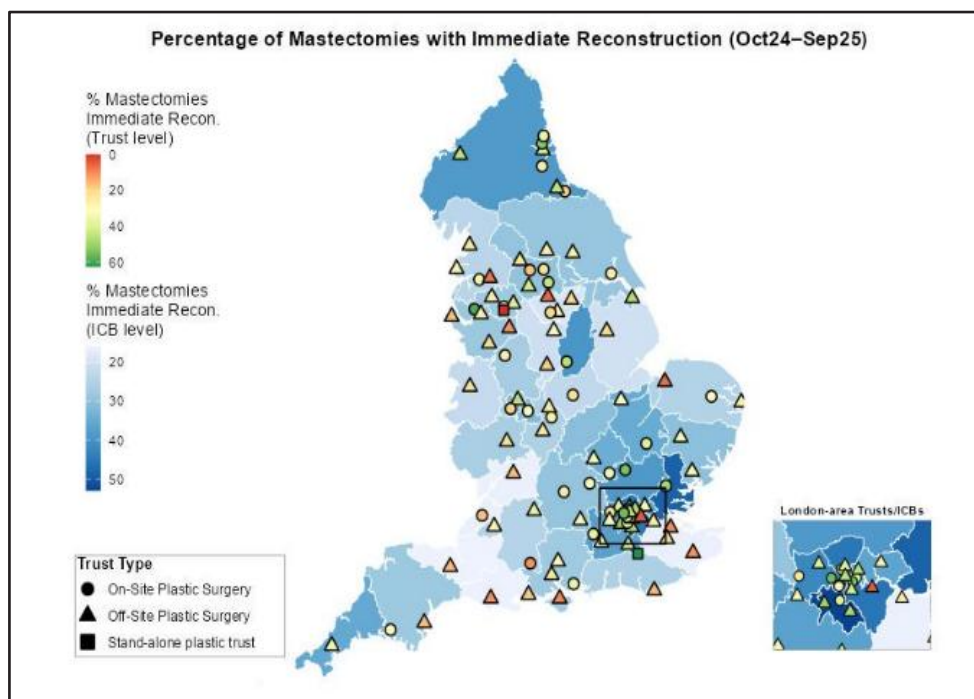 Percentage of Mastectomies with Immediate Reconstruction (Oct24–Sep25)
% Mastectomies
Immediate Recon.
(Trust level)
0
20
40
60
% Mastectomies
Immediate Recon.
(ICB level)
20
30
40
50
Trust Type
On-Site Plastic Surgery
Off-Site Plastic Surgery
Stand-alone plastic trust
London-area Trusts/ICBs